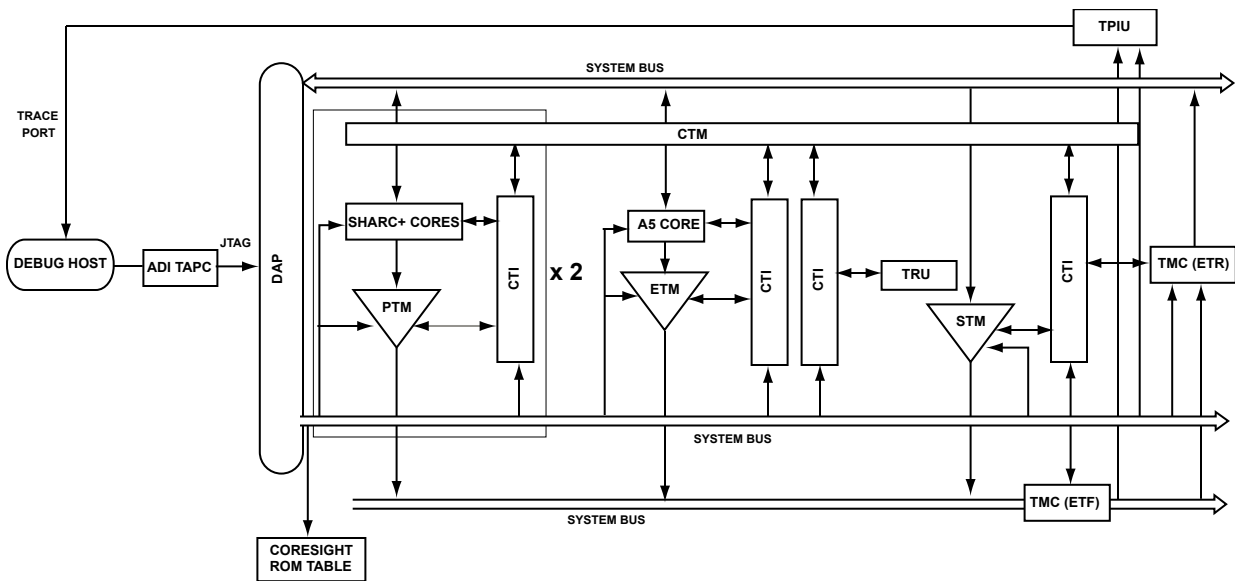 TPIU
SYSTEM BUS
TRACE
PORT
CTM
SHARC+ CORES
A5 CORE
JTAG
DEBUG HOST
ADI TAPC
DAP
CTI
x 2
CTI
CTI
TRU
CTI
TMC (ETR)
PTM
ETM
STM
SYSTEM BUS
TMC (ETF)
SYSTEM BUS
CORESIGHT
ROM TABLE